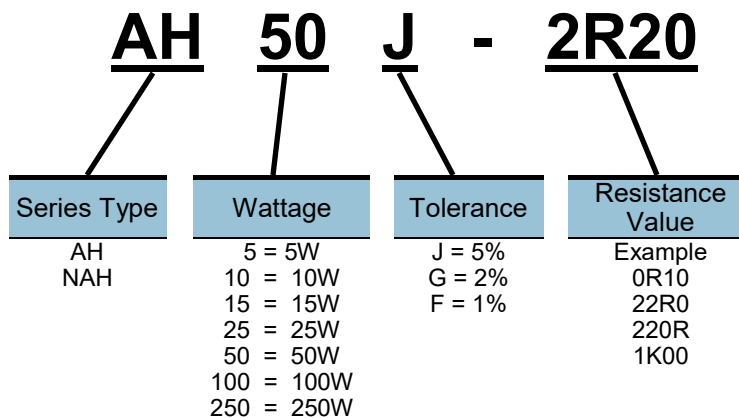 AH 50 J - 2R20
Series Type
AH
NAH
Wattage
5 = 5W
10 = 10W
15 = 15W
25 = 25W
50 = 50W
100 = 100W
250 = 250W
Tolerance
J = 5%
G = 2%
F = 1%
Resistance
Value
Example
0R10
22R0
220R
1K00